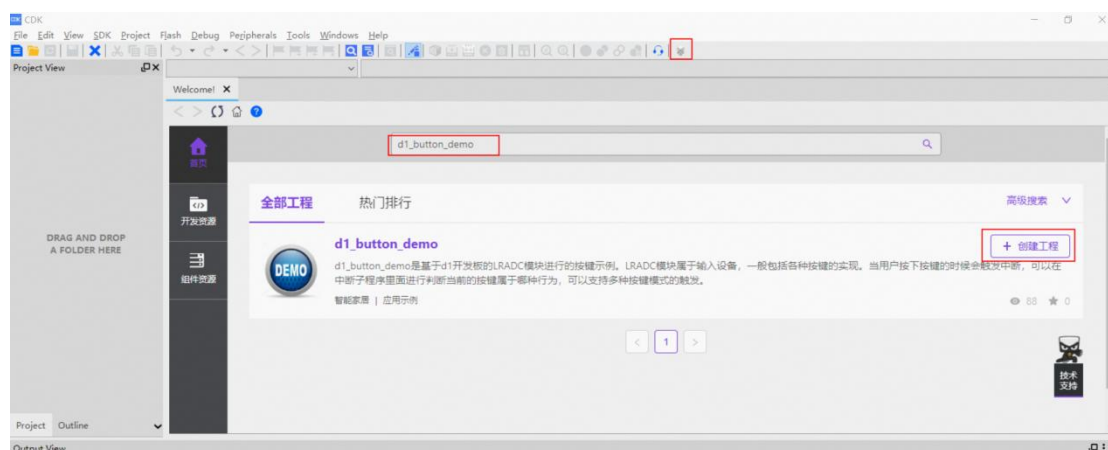 CDK
File Edit View SDK Project Flash Debug Peripherals Tools Windows Help
Project View
Welcome!
d1_button_demo
首页
开发资源
组件资源
全部工程 热门排行 高级搜索
DRAG AND DROP
A FOLDER HERE
DEMO
d1_button_demo
+ 创建工程
d1_button_demo是基于d1开发板的LRADC模块进行的按键示例。LRADC模块属于输入设备，一般包括各种按键的实现。当用户按下按键的时候会触发中断，可以在
中断子程序里面进行判断当前的按键属于哪种行为，可以支持多种按键模式的触发。
智能家居 | 应用示例
88 0
< 1 >
技术
支持
Project Outline
Output View